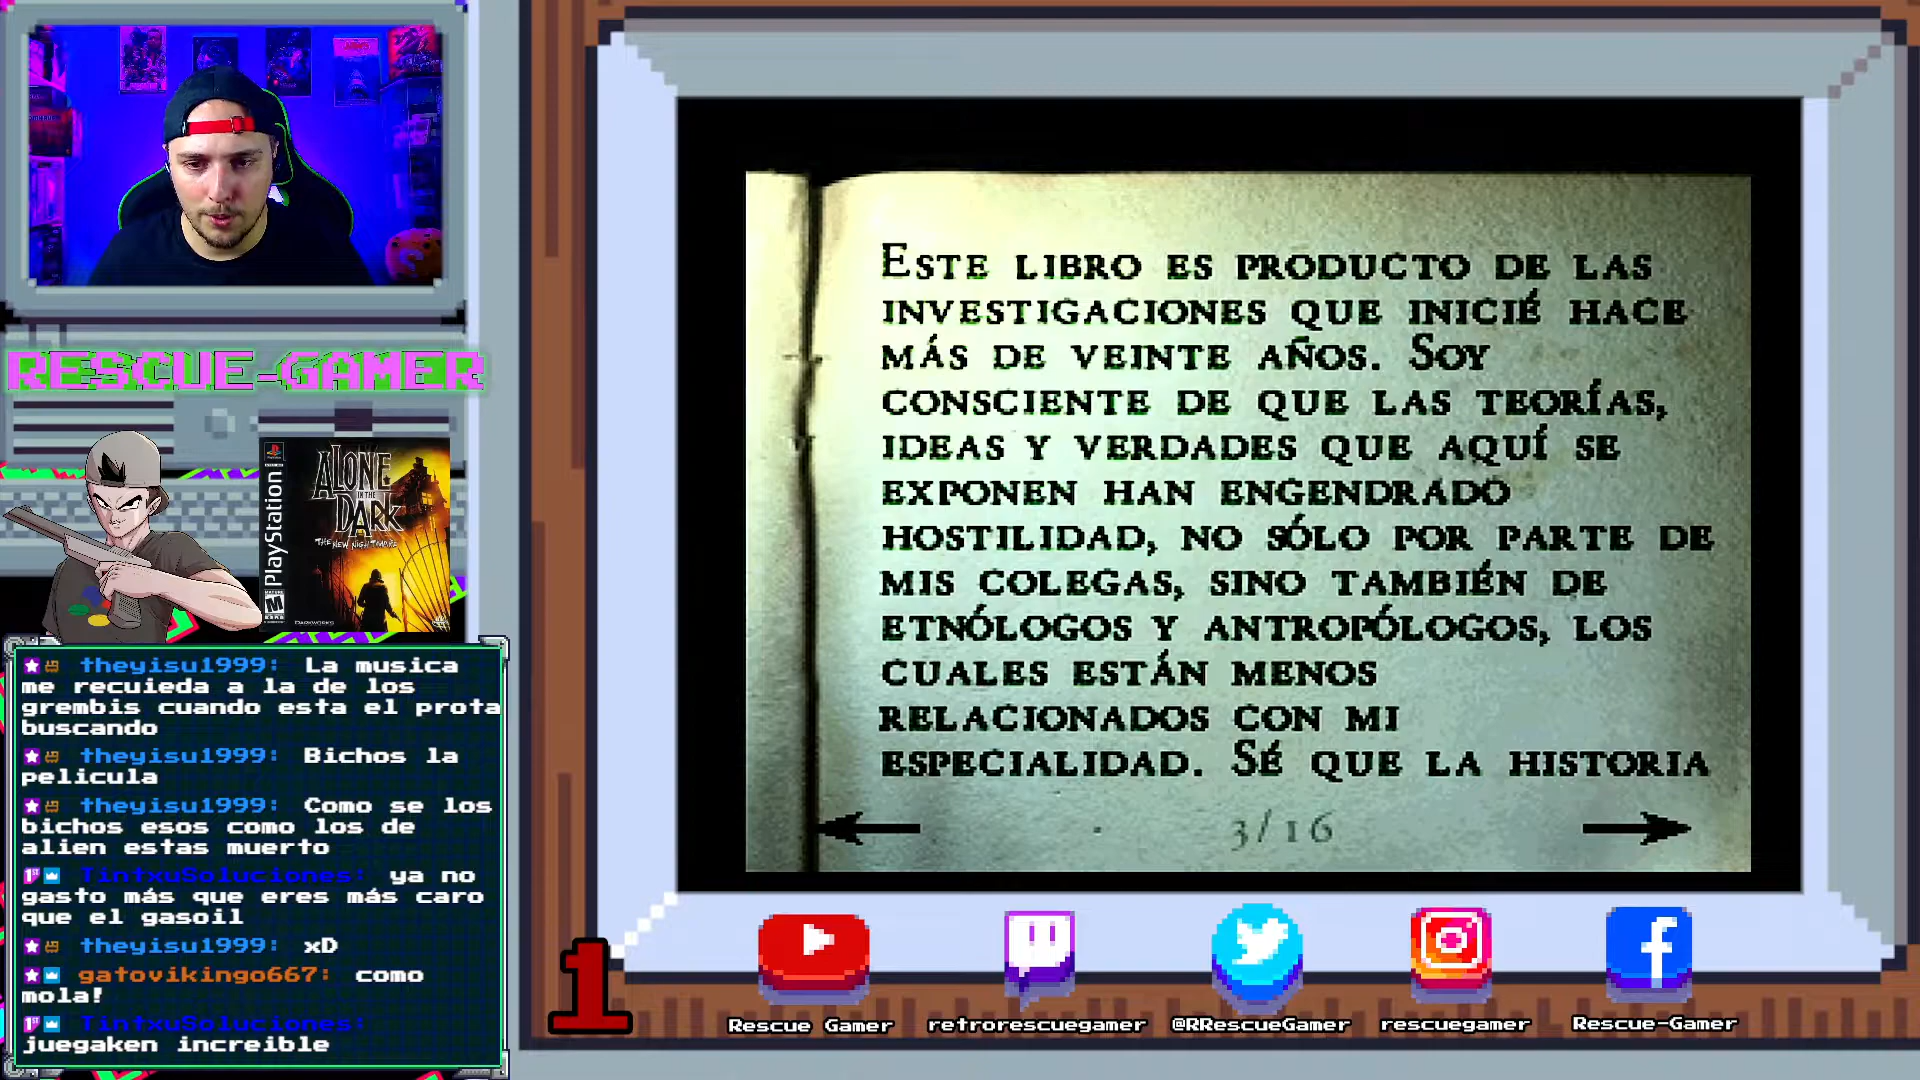 RESCUE-GAMER
PlayStation
ALONE
IN THE
DARK
THE NEW NIGHTMARE
DARKWORKS
theyisu1999: La musica
me recuieda a la de los
grembis cuando esta el prota
buscando
theyisu1999: Bichos la
pelicula
theyisu1999: Como se los
bichos esos como los de
alien estas muerto
TintxuSoluciones: ya no
gasto más que eres más caro
que el gasoil
theyisu1999: xD
gatovikingo667: como
mola!
TintxuSoluciones:
juegaken increible
ESTE LIBRO ES PRODUCTO DE LAS
INVESTIGACIONES QUE INICIÉ HACE
MÁS DE VEINTE AÑOS. SOY
CONSCIENTE DE QUE LAS TEORÍAS,
IDEAS Y VERDADES QUE AQUÍ SE
EXPONEN HAN ENGENDRADO
HOSTILIDAD, NO SÓLO POR PARTE DE
MIS COLEGAS, SINO TAMBIÉN DE
ETNÓLOGOS Y ANTROPÓLOGOS, LOS
CUALES ESTÁN MENOS
RELACIONADOS CON MI
ESPECIALIDAD. SÉ QUE LA HISTORIA
3/16
1
Rescue Gamer
retrorescuegamer
@RRescueGamer
rescuegamer
Rescue-Gamer